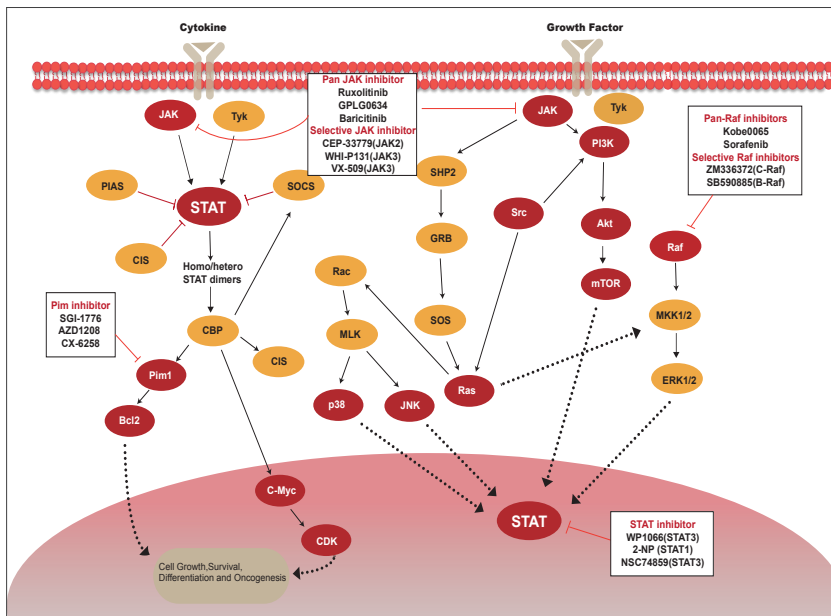 Cytokine
Growth Factor
JAK
Tyk
Pan JAK inhibitor
Ruxolitinib
GPLG0634
Baricitinib
Selective JAK inhibitor
CEP-33779(JAK2)
WHI-P131(JAK3)
VX-509(JAK3)
JAK
Tyk
PI3K
Pan-Raf inhibitors
Kobe0065
Sorafenib
Selective Raf inhibitors
ZM336372(C-Raf)
SB590885(B-Raf)
PIAS
STAT
SOCS
SHP2
Src
Akt
CIS
GRB
Raf
Homo/hetero
STAT dimers
Rac
mTOR
Pim inhibitor
SGI-1776
AZD1208
CX-6258
CBP
MLK
SOS
MKK1/2
CIS
Pim1
Ras
ERK1/2
Bcl2
p38
JNK
C-Myc
CDK
STAT
STAT inhibitor
WP1066(STAT3)
2-NP (STAT1)
NSC74859(STAT3)
Cell Growth,Survival,
Differentiation and Oncogenesis